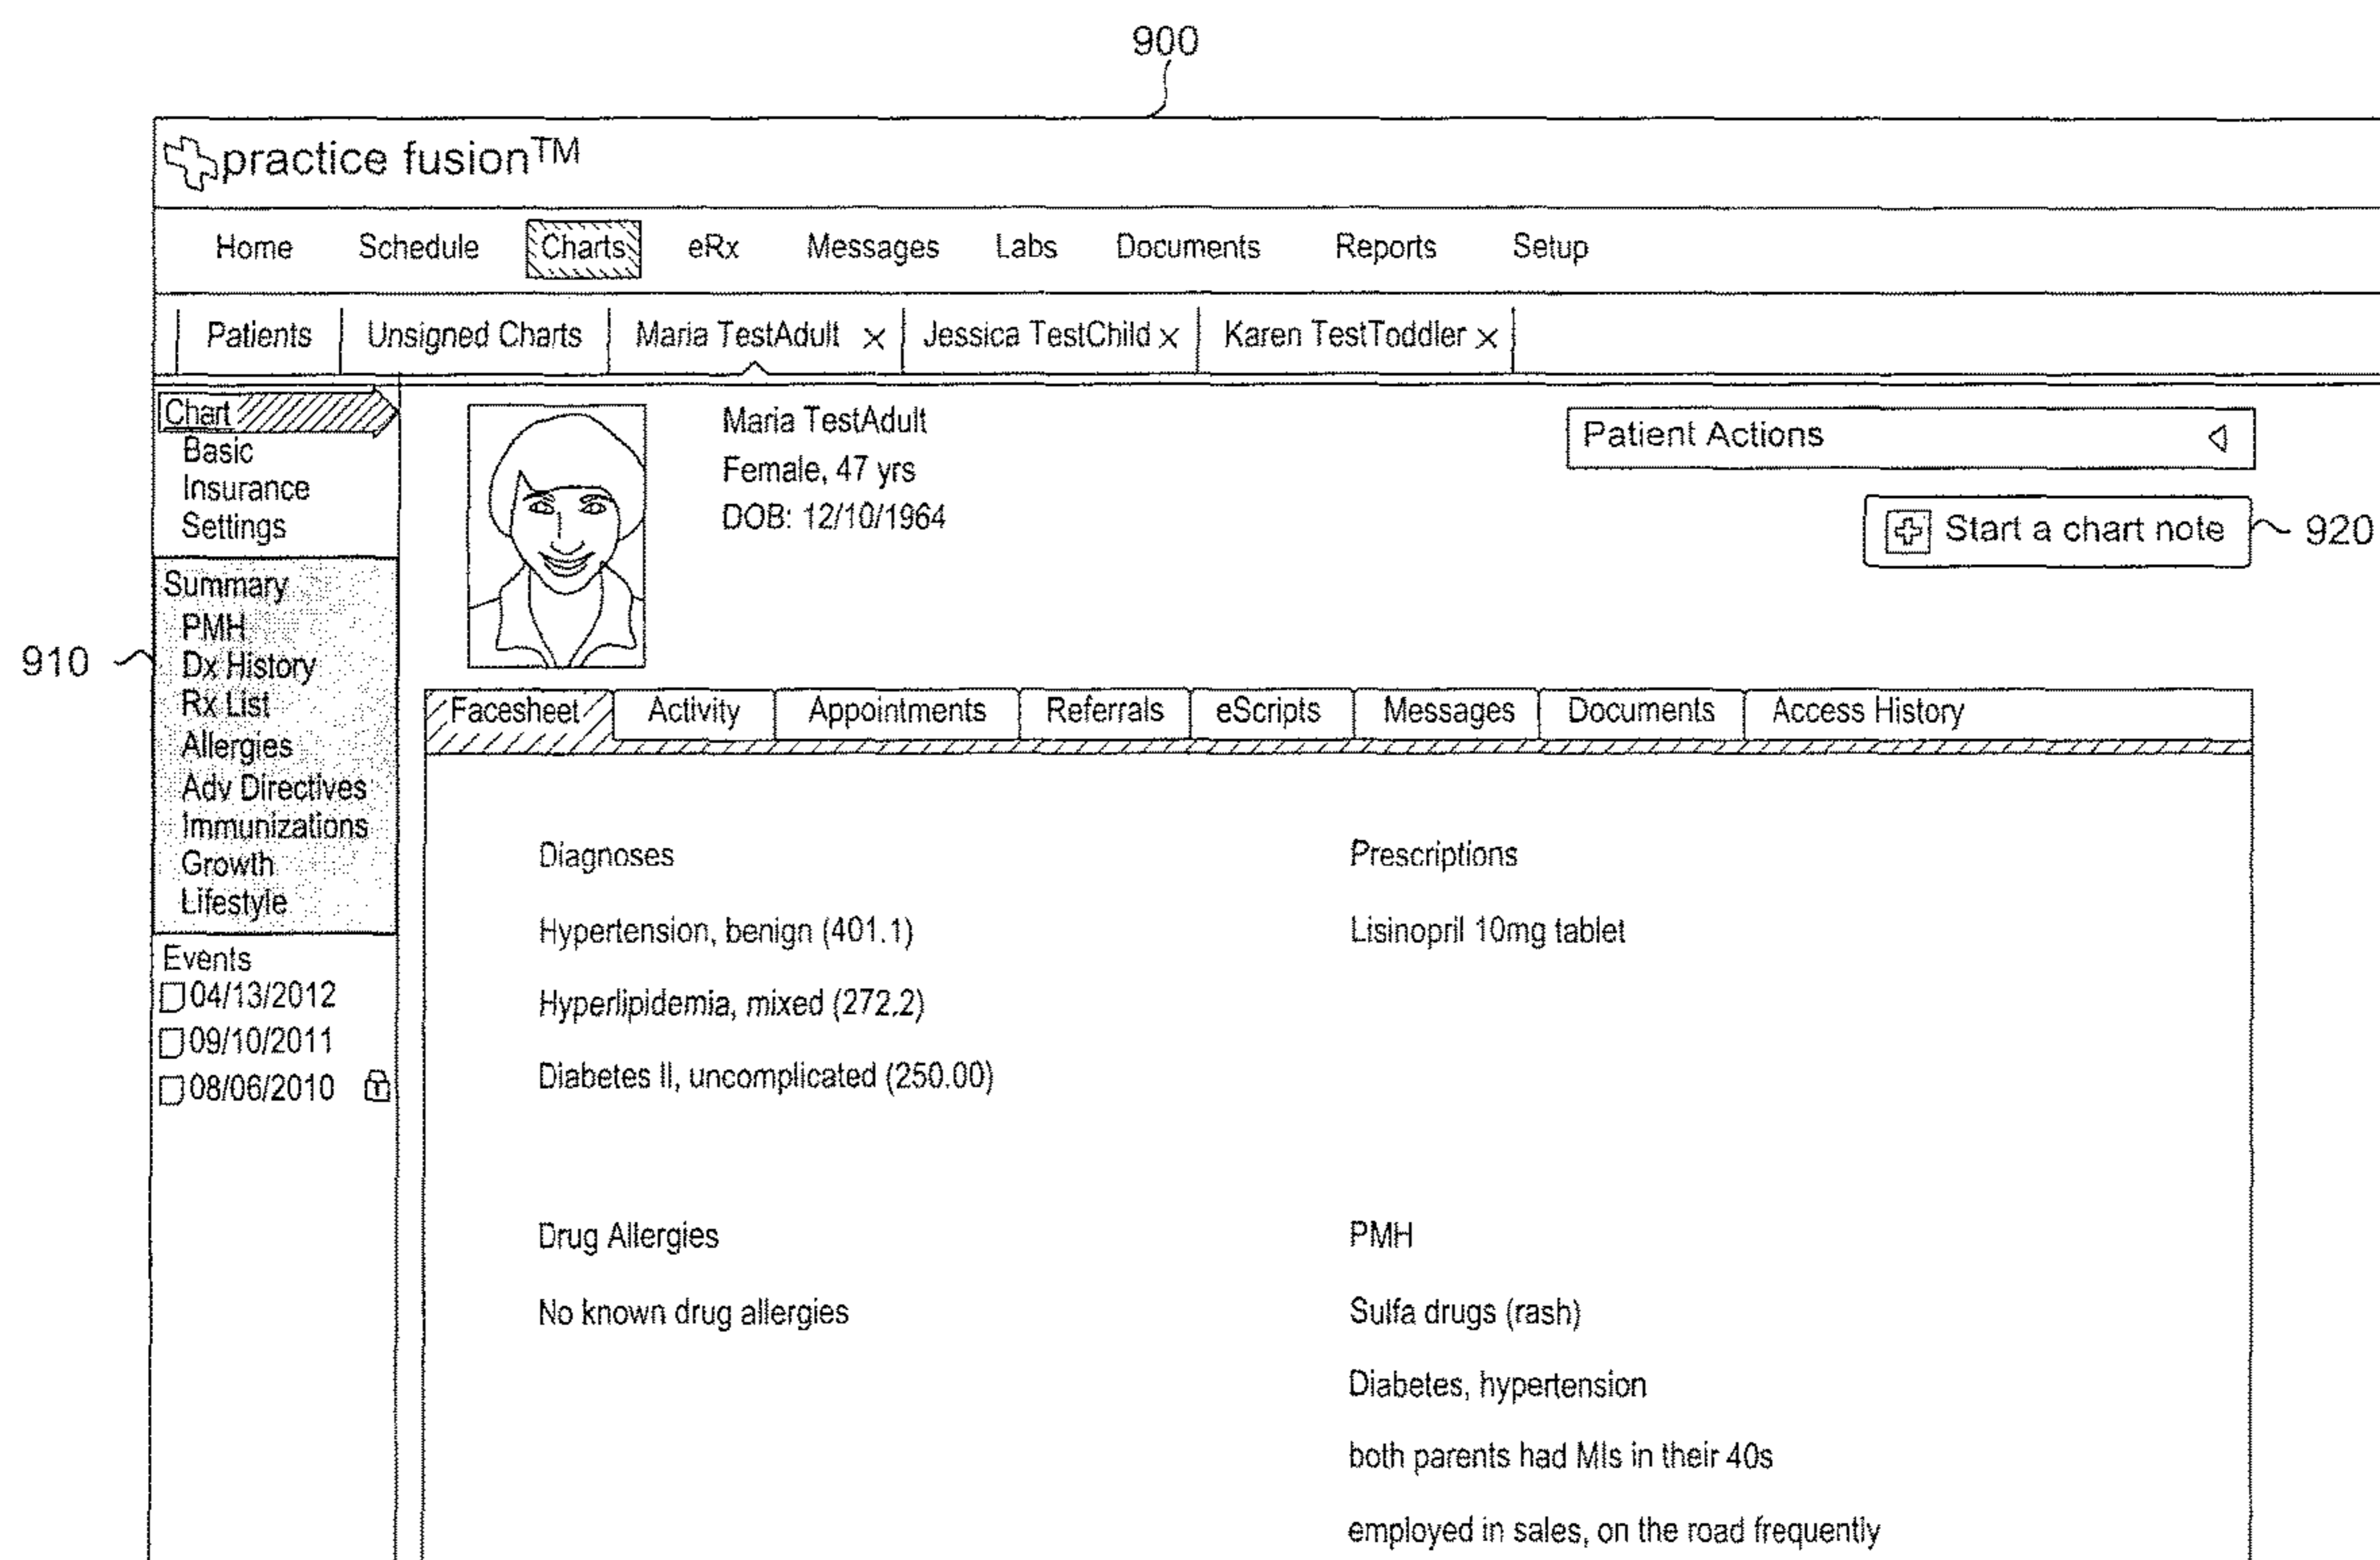 900
practice fusion™
Home Schedule Charts eRx Messages Labs Documents Reports Setup
Patients Unsigned Charts Maria TestAdult × Jessica TestChild × Karen TestToddler ×
Chart
Basic
Insurance
Settings
Summary
PMH
Dx History
Rx List
Allergies
Adv Directives
Immunizations
Growth
Lifestyle
910
Events
04/13/2012
09/10/2011
08/06/2010
Maria TestAdult
Female, 47 yrs
DOB: 12/10/1964
Patient Actions
Start a chart note
920
Facesheet Activity Appointments Referrals eScripts Messages Documents Access History
Diagnoses
Hypertension, benign (401.1)
Hyperlipidemia, mixed (272.2)
Diabetes II, uncomplicated (250.00)
Prescriptions
Lisinopril 10mg tablet
Drug Allergies
No known drug allergies
PMH
Sulfa drugs (rash)
Diabetes, hypertension
both parents had MIs in their 40s
employed in sales, on the road frequently